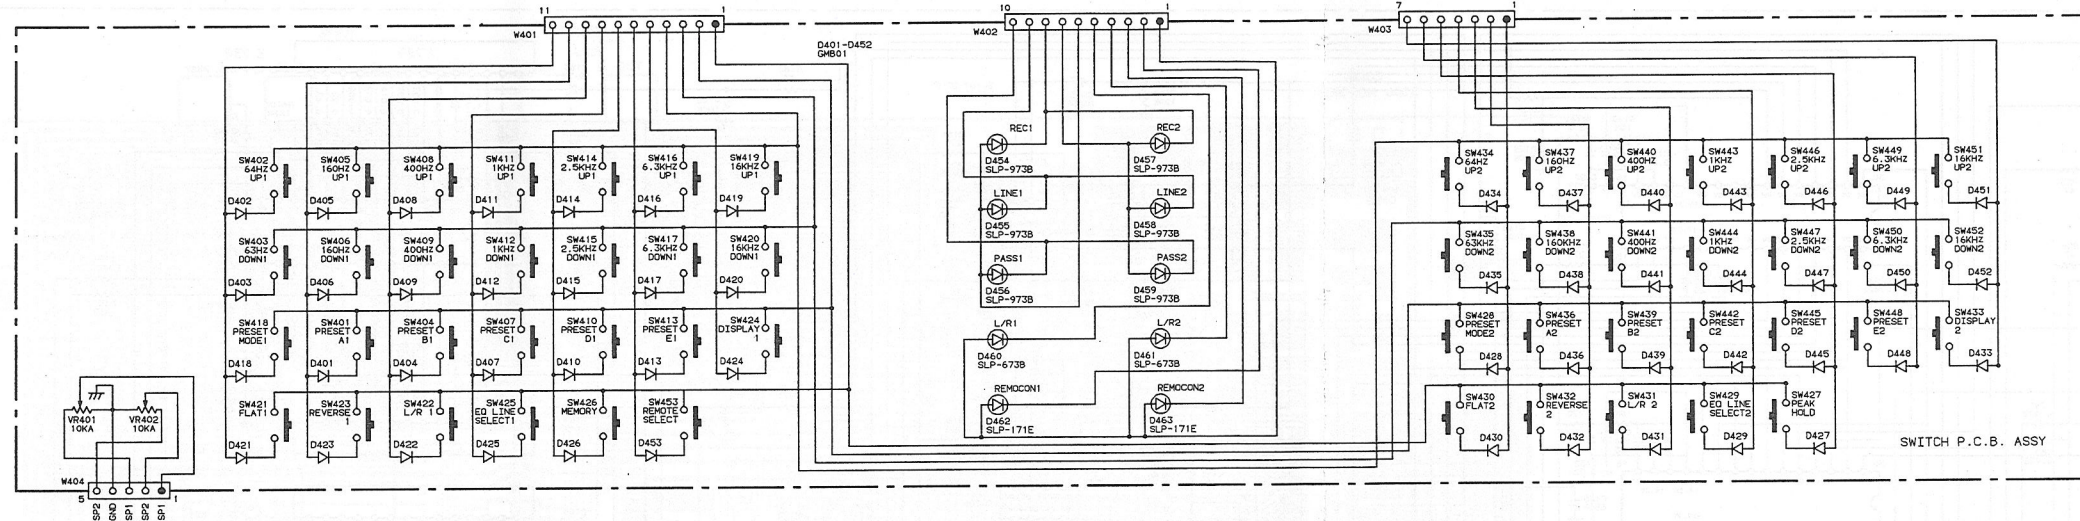 11
1
W401
D401-D452
GMB01
10
1
W402
7
1
W403
SW402
64HZ
UP1
SW405
160HZ
UP1
SW408
400HZ
UP1
SW411
1KHZ
UP1
SW414
2.5KHZ
UP1
SW416
6.3KHZ
UP1
SW419
16KHZ
UP1
D402
D405
D408
D411
D414
D416
D419
SW403
63HZ
DOWN1
SW406
160HZ
DOWN1
SW409
400HZ
DOWN1
SW412
1KHZ
DOWN1
SW415
2.5KHZ
DOWN1
SW417
6.3KHZ
DOWN1
SW420
16KHZ
DOWN1
D403
D406
D409
D412
D415
D417
D420
SW418
PRESET
MODE1
SW401
PRESET
A1
SW404
PRESET
B1
SW407
PRESET
C1
SW410
PRESET
D1
SW413
PRESET
E1
SW424
DISPLAY
1
D418
D401
D404
D407
D410
D413
D424
SW421
FLAT1
SW423
REVERSE
1
SW422
L/R 1
SW425
EQ LINE
SELECT1
SW426
MEMORY
SW453
REMOTE
SELECT
D421
D423
D422
D425
D426
D453
VR401
10KA
VR402
10KA
W404
5
1
SP2
GND
SP1
SP2
SP1
REC1
D454
SLP-973B
REC2
D457
SLP-973B
LINE1
D455
SLP-973B
LINE2
D458
SLP-973B
PASS1
D456
SLP-973B
PASS2
D459
SLP-973B
L/R1
D460
SLP-673B
L/R2
D461
SLP-673B
REMOCON1
D462
SLP-171E
REMOCON2
D463
SLP-171E
SW434
64HZ
UP2
SW437
160HZ
UP2
SW440
400HZ
UP2
SW443
1KHZ
UP2
SW446
2.5KHZ
UP2
SW449
6.3KHZ
UP2
SW451
16KHZ
UP2
D434
D437
D440
D443
D446
D449
D451
SW435
63KHZ
DOWN2
SW438
160KHZ
DOWN2
SW441
400HZ
DOWN2
SW444
1KHZ
DOWN2
SW447
2.5KHZ
DOWN2
SW450
6.3KHZ
DOWN2
SW452
16KHZ
DOWN2
D435
D438
D441
D444
D447
D450
D452
SW428
PRESET
MODE2
SW436
PRESET
A2
SW439
PRESET
B2
SW442
PRESET
C2
SW445
PRESET
D2
SW448
PRESET
E2
SW433
DISPLAY
2
D428
D436
D439
D442
D445
D448
D433
SW430
FLAT2
SW432
REVERSE
2
SW431
L/R 2
SW429
EQ LINE
SELECT2
SW427
PEAK
HOLD
D430
D432
D431
D429
D427
SWITCH P.C.B. ASSY